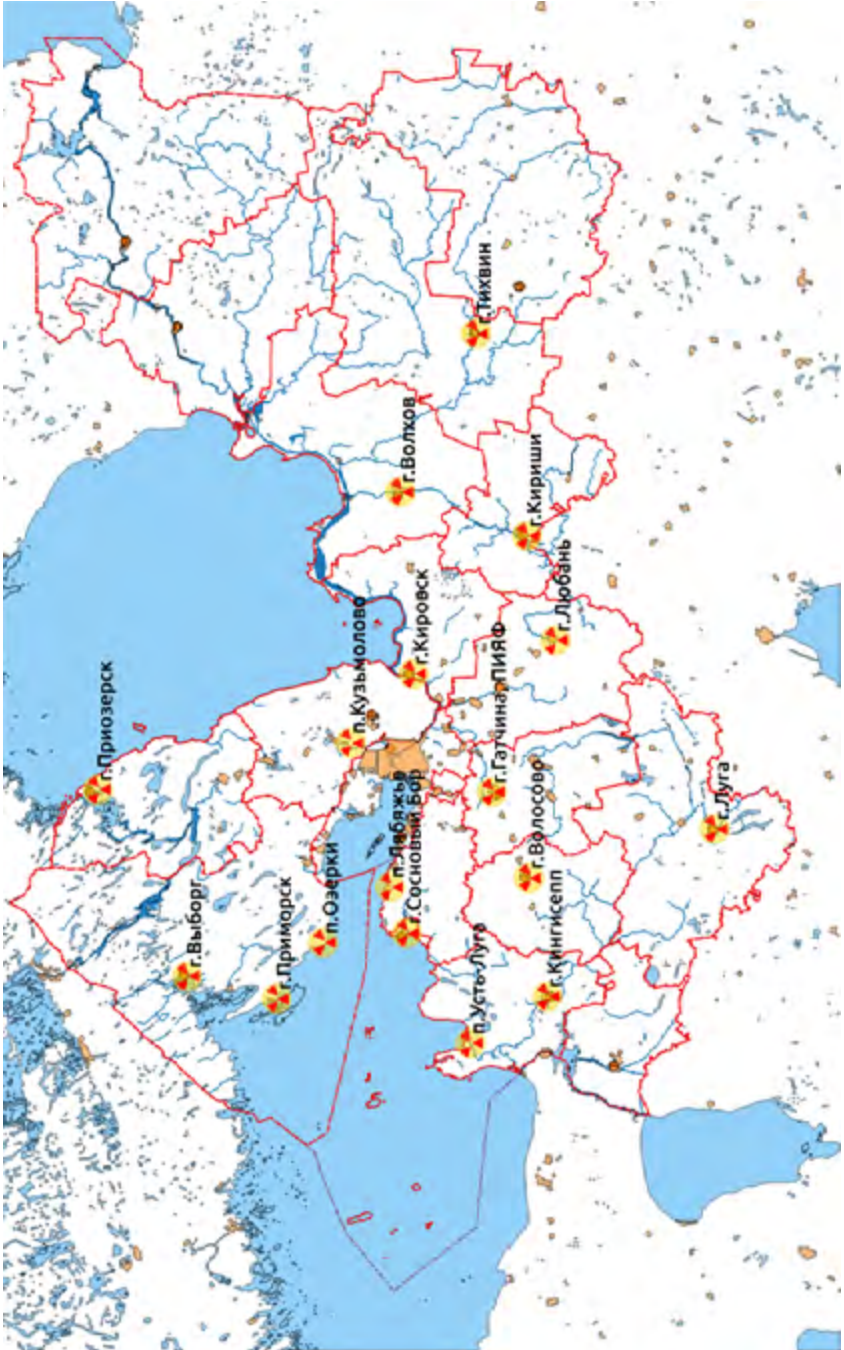 г.Приозерск
г.Выборг
г.Приморск
п.Озерки
п.Кузьмолово
п.Лябяжье
г.Сосновый Бор
г.Кировск
г.Волхов
г.Тихвин
п.Усть-Луга
г.Гатчина, ПИЯФ
г.Кириши
г.Кингисепп
г.Волосово
г.Любань
г.Луга